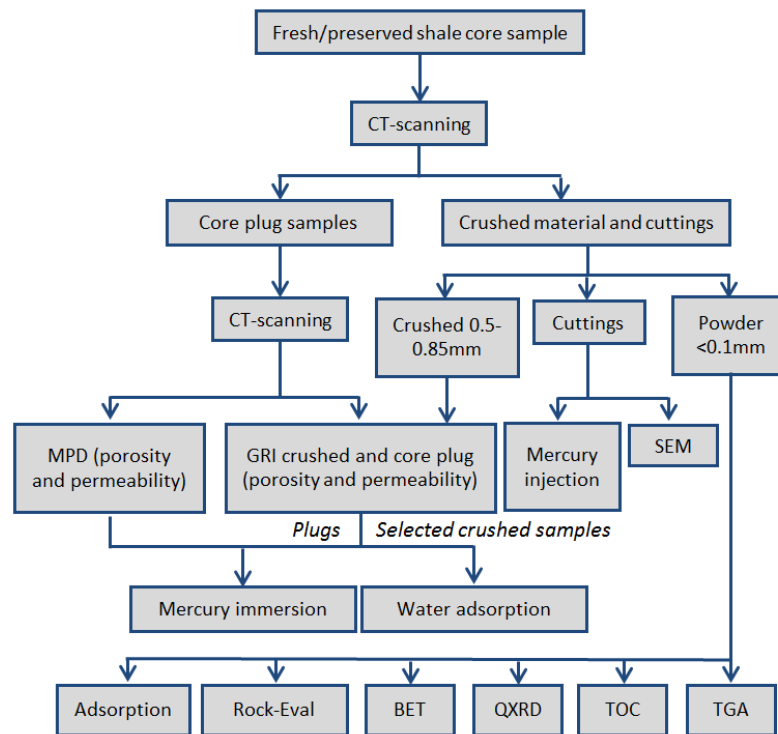 Fresh/preserved shale core sample
CT-scanning
Core plug samples
Crushed material and cuttings
CT-scanning
Crushed 0.5-
0.85mm
Cuttings
Powder
<0.1mm
MPD (porosity
and permeability)
GRI crushed and core plug
(porosity and permeability)
Mercury
injection
SEM
Plugs
Selected crushed samples
Mercury immersion
Water adsorption
Adsorption
Rock-Eval
BET
QXRD
TOC
TGA